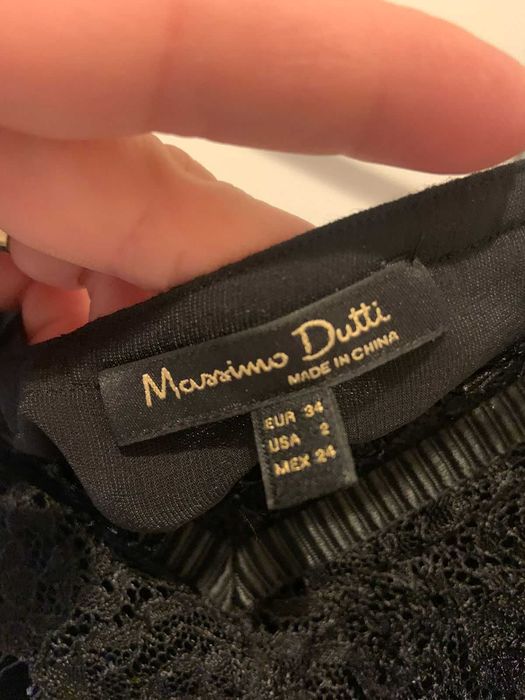 Massimo Dutti
MADE IN CHINA
EUR 34
USA 2
MEX 24